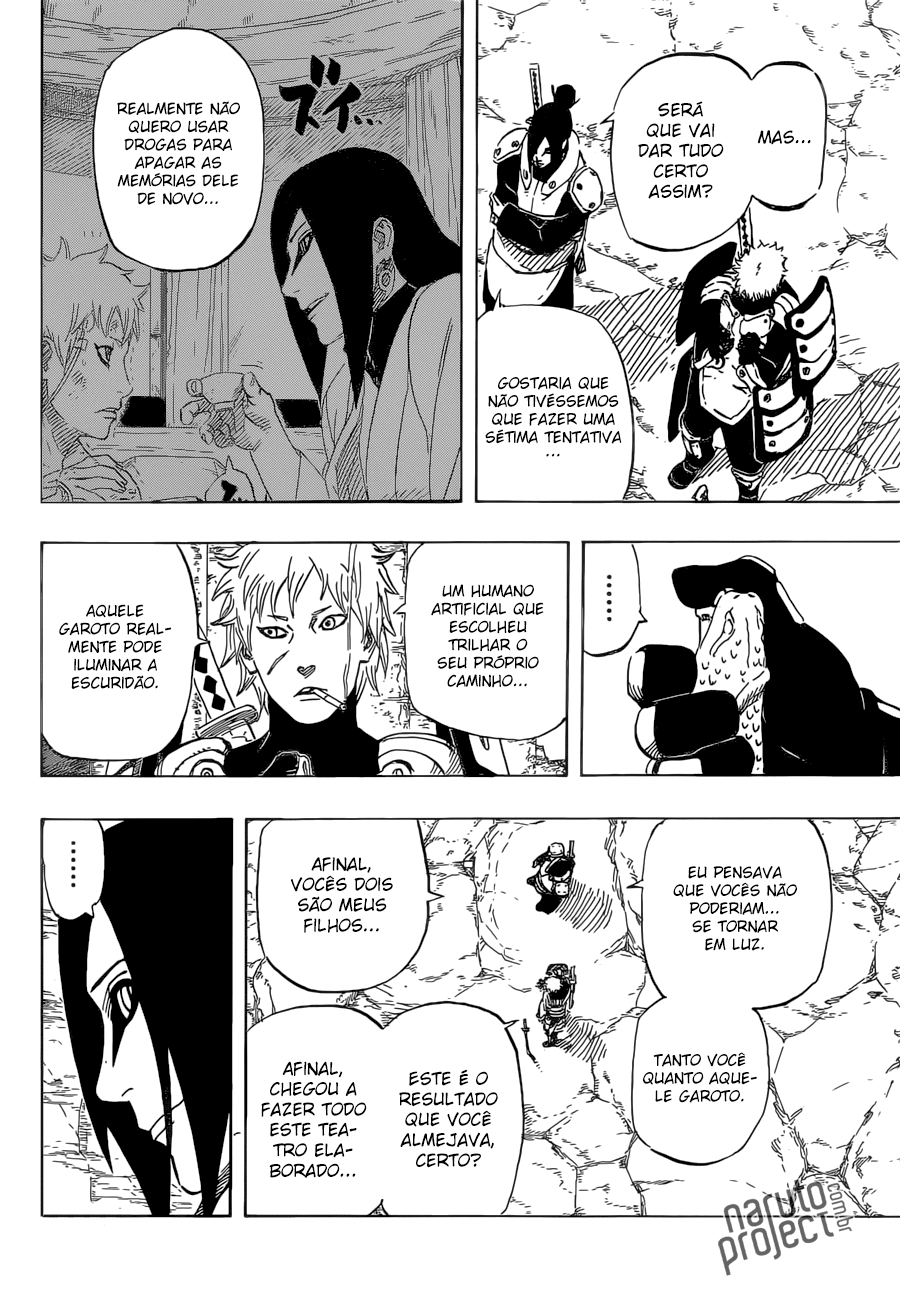 MAS...
SERÁ
QUE VAI
DAR TUDO
CERTO
ASSIM?
GOSTARIA QUE
NÃO TIVÉSSEMOS
QUE FAZER UMA
SÉTIMA TENTATIVA
...
ズイ...
REALMENTE NÃO
QUERO USAR
DROGAS PARA
APAGAR AS
MEMÓRIAS DELE
DE NOVO...
......
UM HUMANO
ARTIFICIAL QUE
ESCOLHEU
TRILHAR O
SEU PRÓPRIO
CAMINHO...
AQUELE
GAROTO REAL-
MENTE PODE
ILUMINAR A
ESCURIDÃO.
EU PENSAVA
QUE VOCÊS NÃO
PODERIAM...
SE TORNAR
EM LUZ.
TANTO VOCÊ
QUANTO AQUE-
LE GAROTO.
AFINAL,
VOCÊS DOIS
SÃO MEUS
FILHOS...
ESTE É O
RESULTADO
QUE VOCÊ
ALMEJAVA,
CERTO?
AFINAL,
CHEGOU A
FAZER TODO
ESTE TEA-
TRO ELA-
BORADO...
......
naruto
project
.com.br